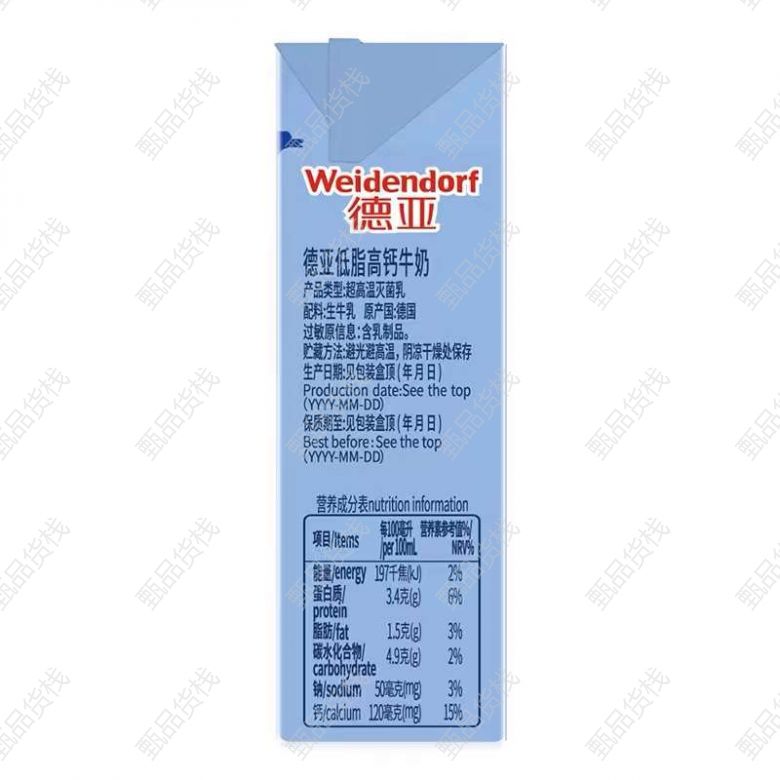 Weidendorf
德亚
德亚低脂高钙牛奶
产品类型:超高温灭菌乳
配料:生牛乳 原产国:德国
过敏原信息:含乳制品。
贮藏方法:避光避高温，阴凉干燥处保存
生产日期:见包装盒顶(年月日)
Production date:See the top
(YYYY-MM-DD)
保质期至:见包装盒顶(年月日)
Best before:See the top
(YYYY-MM-DD)
营养成分表nutrition information
项目/Items 每100毫升/per 100mL 营养素参考值%/NRV%
能量/energy 197千焦(kJ) 2%
蛋白质/protein 3.4克(g) 6%
脂肪/fat 1.5克(g) 3%
碳水化合物/carbohydrate 4.9克(g) 2%
钠/sodium 50毫克(mg) 3%
钙/calcium 120毫克(mg) 15%
甄品货栈